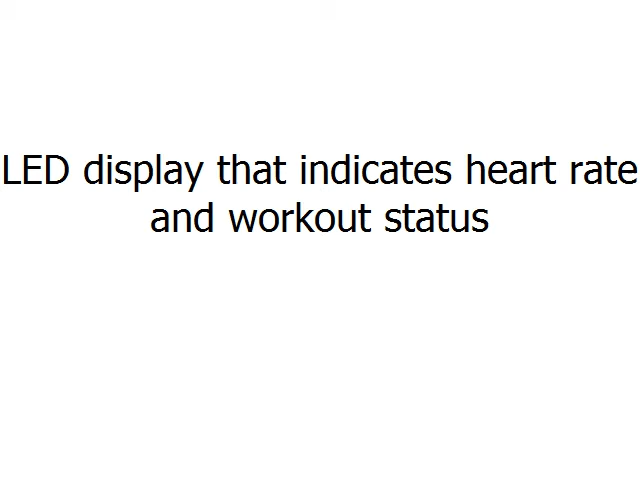 LED display that indicates heart rate
and workout status